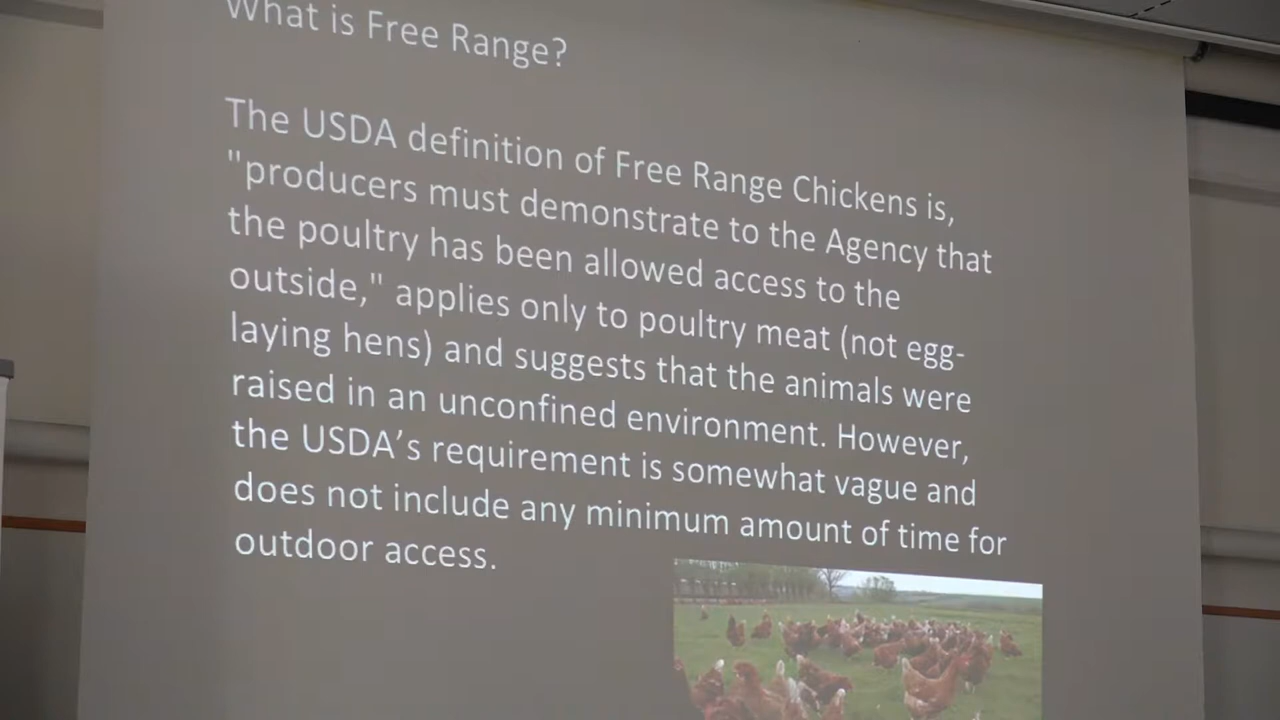 What is Free Range?
The USDA definition of Free Range Chickens is,
"producers must demonstrate to the Agency that
the poultry has been allowed access to the
outside," applies only to poultry meat (not egg-
laying hens) and suggests that the animals were
raised in an unconfined environment. However,
the USDA’s requirement is somewhat vague and
does not include any minimum amount of time for
outdoor access.